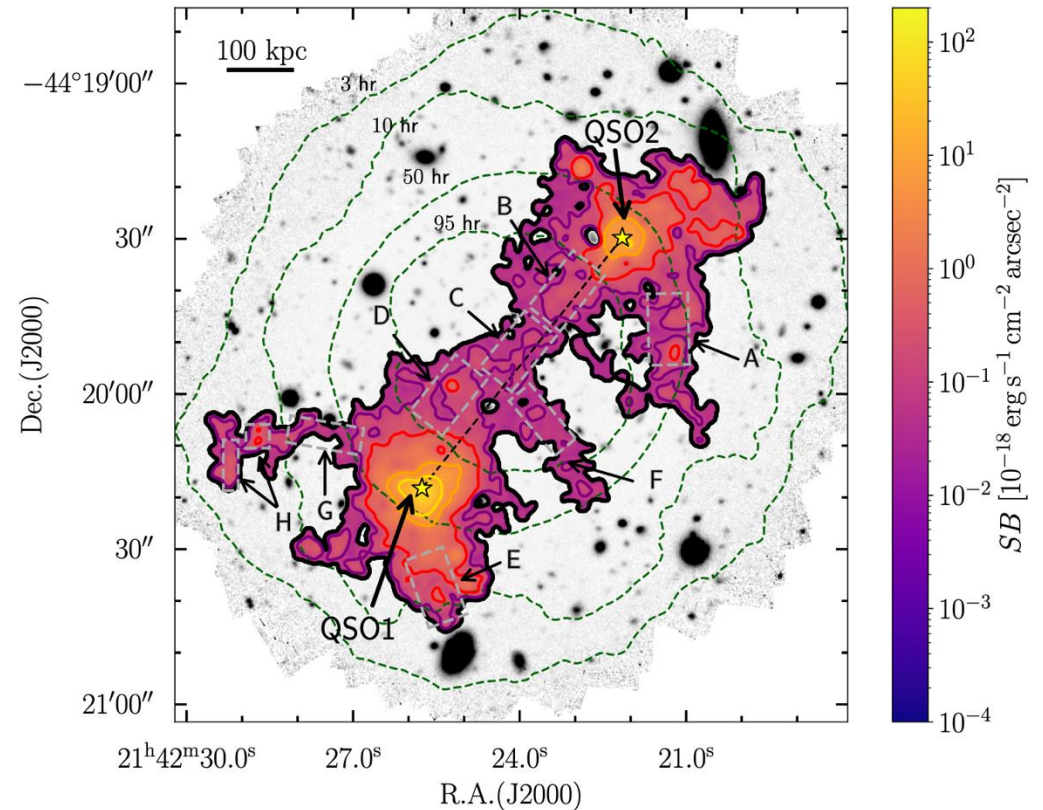 100 kpc
3 hr
10 hr
50 hr
95 hr
QSO2
B
C
D
A
F
G
H
E
QSO1
−44°19′00″
30″
20′00″
30″
21′00″
Dec.(J2000)
21ʰ42ᵐ30.0ˢ
27.0ˢ
24.0ˢ
21.0ˢ
R.A.(J2000)
10²
10¹
10⁰
10⁻¹
10⁻²
10⁻³
10⁻⁴
SB [10⁻¹⁸ erg s⁻¹ cm⁻² arcsec⁻²]